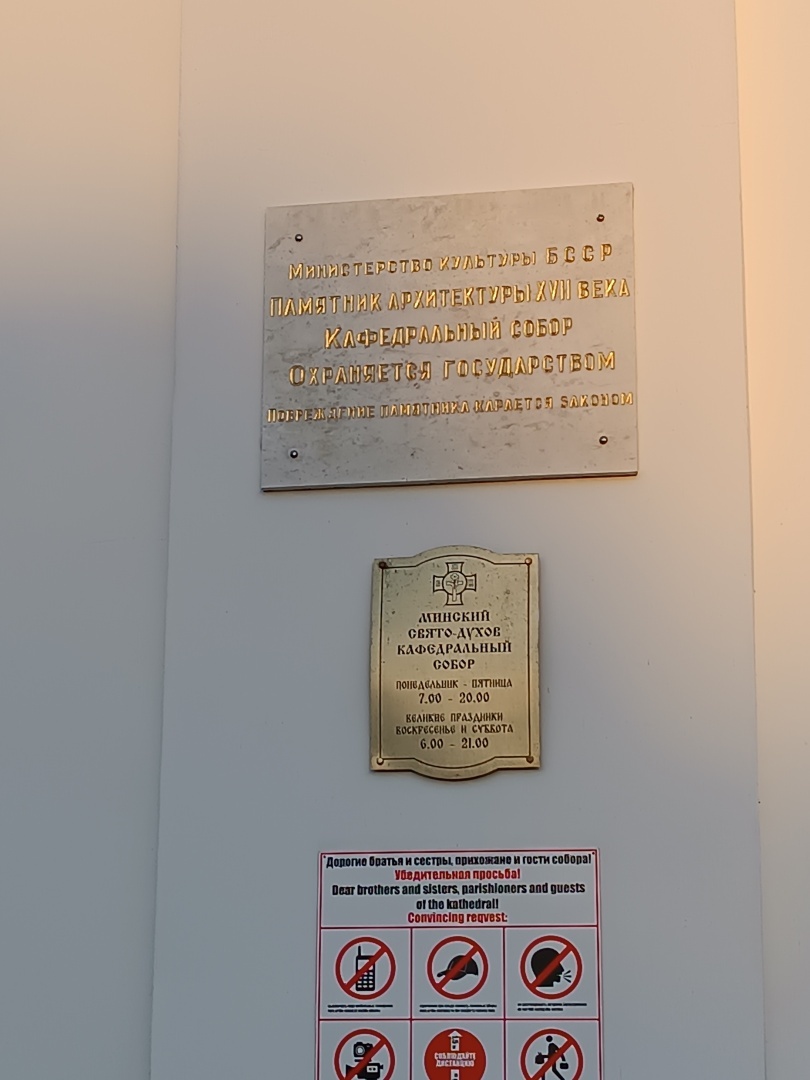 Министерство культуры БССР
Памятник архитектуры XVII века
Кафедральный собор
Охраняется государством
Повреждение памятника карается законом
МИНСКИЙ
СВЯТО-ДУХОВ
КАФЕДРАЛЬНЫЙ
СОБОР
ПОНЕДЕЛЬНИК - ПЯТНИЦА
7.00 - 20.00
ВЕЛИКИЕ ПРАЗДНИКИ
ВОСКРЕСЕНЬЕ И СУББОТА
6.00 - 21.00
"Дорогие братья и сестры, прихожане и гости собора!"
Убедительная просьба!
Dear brothers and sisters, parishioners and guests
of the kathedral!
Convincing reqvest:
СОБЛЮДАЙТЕ
ДИСТАНЦИЮ